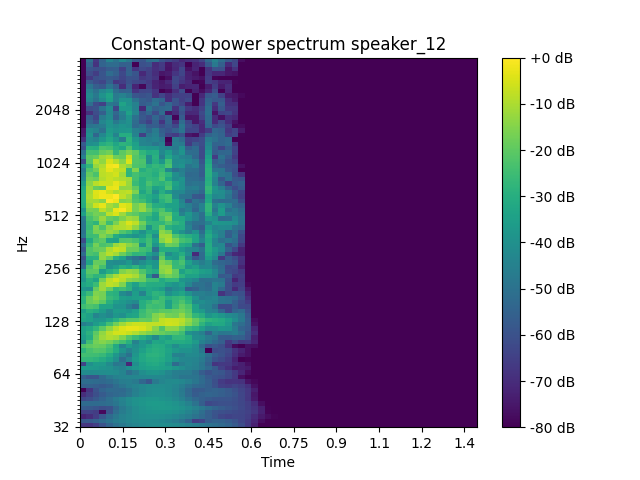 Constant-Q power spectrum speaker_12
+0 dB
-10 dB
-20 dB
-30 dB
-40 dB
-50 dB
-60 dB
-70 dB
-80 dB
Hz
2048
1024
512
256
128
64
32
0 0.15 0.3 0.45 0.6 0.75 0.9 1.1 1.2 1.4
Time